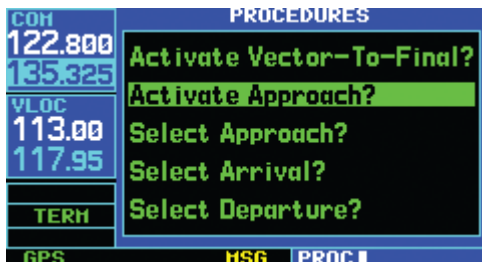 COM
122.800
135.325
VLOC
113.00
117.95
TERM
GPS
PROCEDURES
Activate Vector-To-Final?
Activate Approach?
Select Approach?
Select Arrival?
Select Departure?
MSG PROC